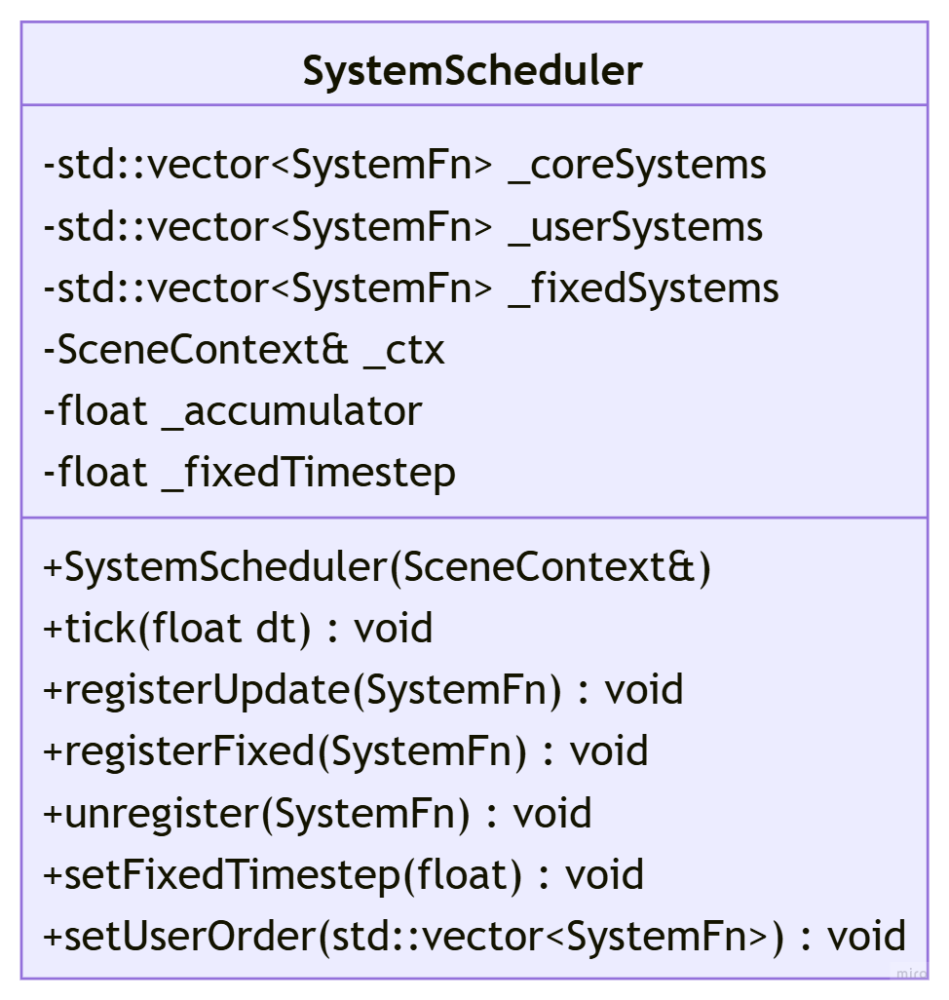 SystemScheduler
-std::vector<SystemFn> _coreSystems
-std::vector<SystemFn> _userSystems
-std::vector<SystemFn> _fixedSystems
-SceneContext& _ctx
-float _accumulator
-float _fixedTimestep
+SystemScheduler(SceneContext&)
+tick(float dt) : void
+registerUpdate(SystemFn) : void
+registerFixed(SystemFn) : void
+unregister(SystemFn) : void
+setFixedTimestep(float) : void
+setUserOrder(std::vector<SystemFn>) : void
miro